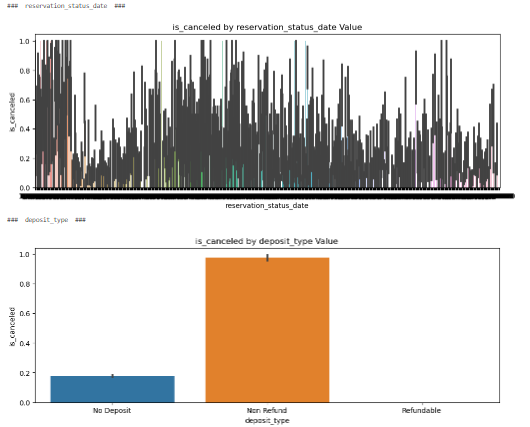 ### reservation_status_date ###
is_canceled by reservation_status_date Value
1.0
0.8
0.6
0.4
0.2
0.0
is_canceled
reservation_status_date
### deposit_type ###
is_canceled by deposit_type Value
1.0
0.8
0.6
0.4
0.2
0.0
is_canceled
No Deposit Non Refund Refundable
deposit_type